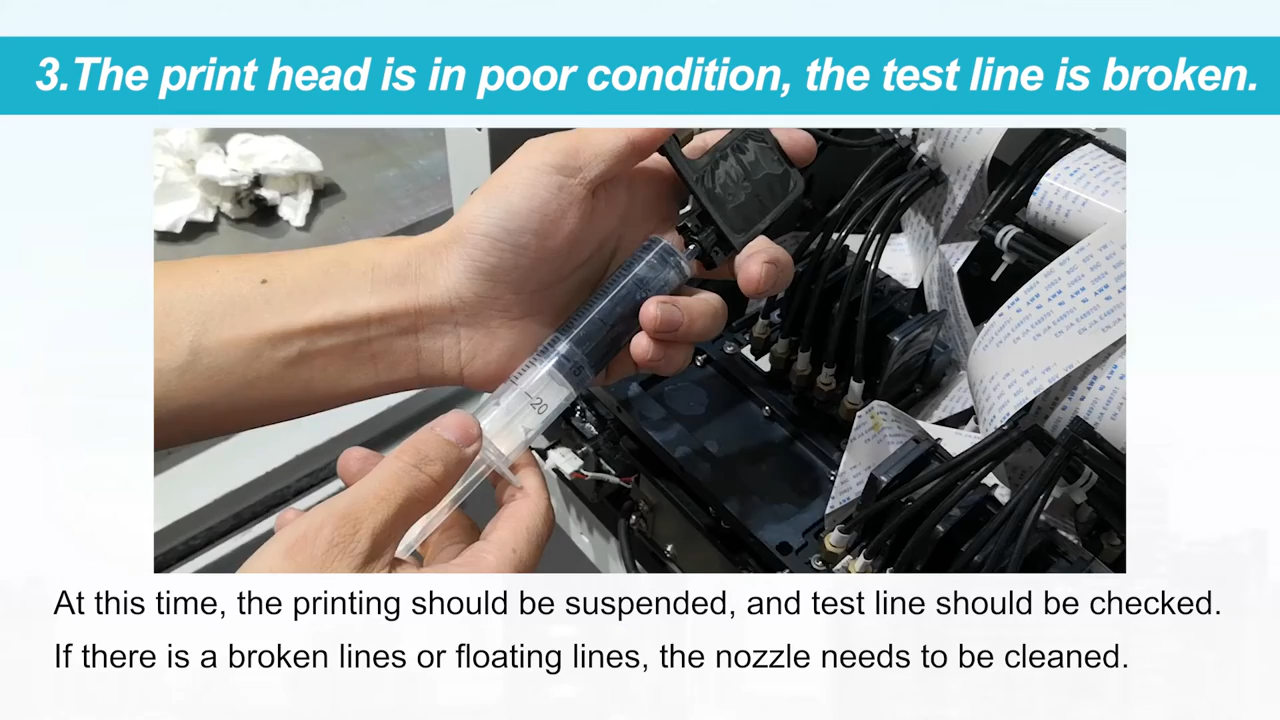 3.The print head is in poor condition, the test line is broken.
15
20
At this time, the printing should be suspended, and test line should be checked.
If there is a broken lines or floating lines, the nozzle needs to be cleaned.